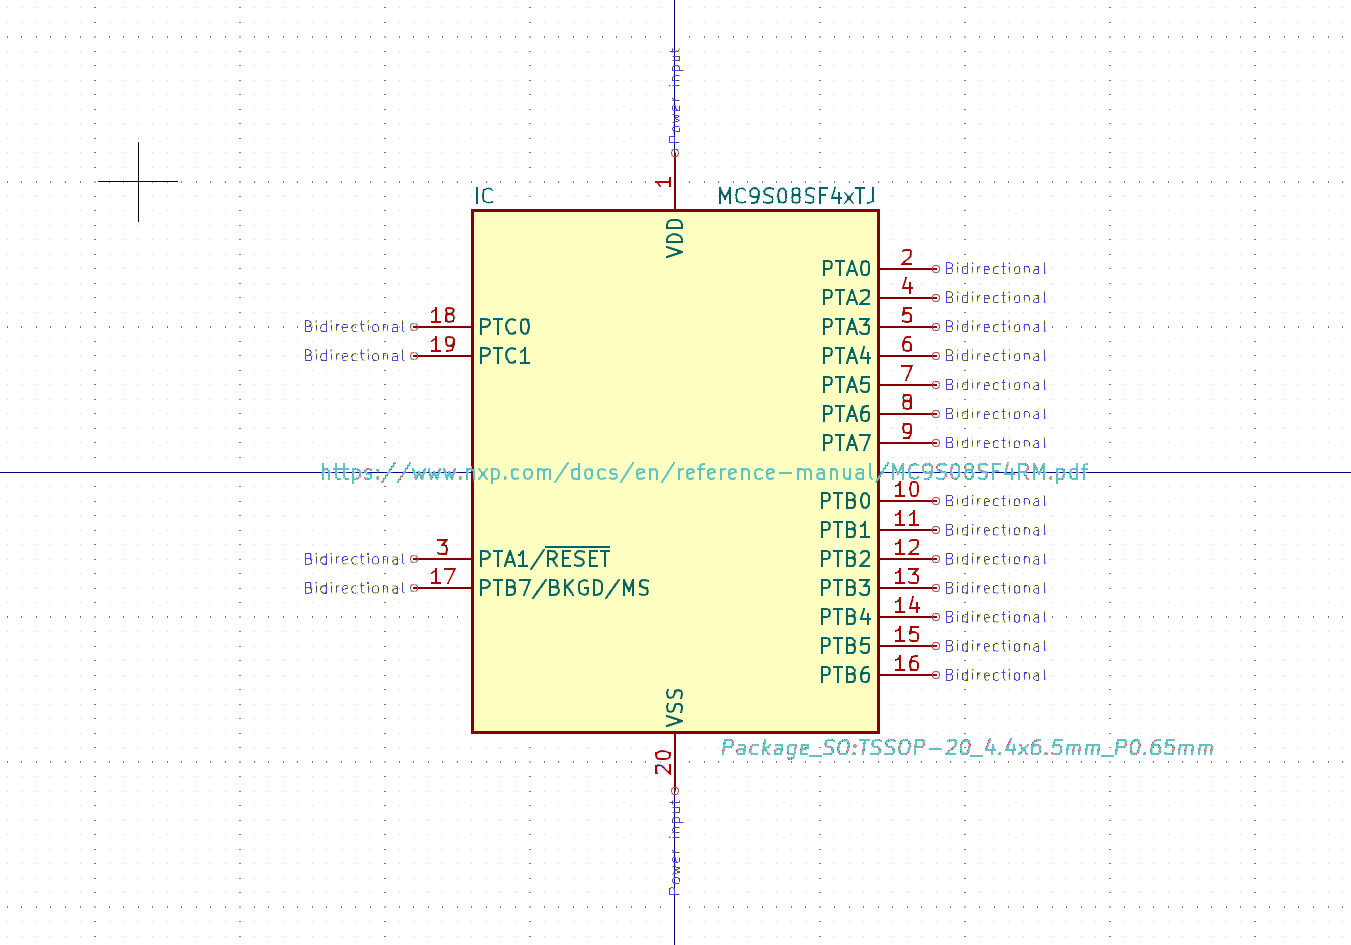 Power input
1
IC
MC9S08SF4xTJ
VDD
PTA0 2 Bidirectional
PTA2 4 Bidirectional
Bidirectional 18 PTC0
PTA3 5 Bidirectional
Bidirectional 19 PTC1
PTA4 6 Bidirectional
PTA5 7 Bidirectional
PTA6 8 Bidirectional
PTA7 9 Bidirectional
https://www.nxp.com/docs/en/reference-manual/MC9S08SF4RM.pdf
PTB0 10 Bidirectional
PTB1 11 Bidirectional
Bidirectional 3 PTA1/RESET
PTB2 12 Bidirectional
Bidirectional 17 PTB7/BKGD/MS
PTB3 13 Bidirectional
PTB4 14 Bidirectional
PTB5 15 Bidirectional
PTB6 16 Bidirectional
VSS
Package_SO:TSSOP-20_4.4x6.5mm_P0.65mm
20
Power input